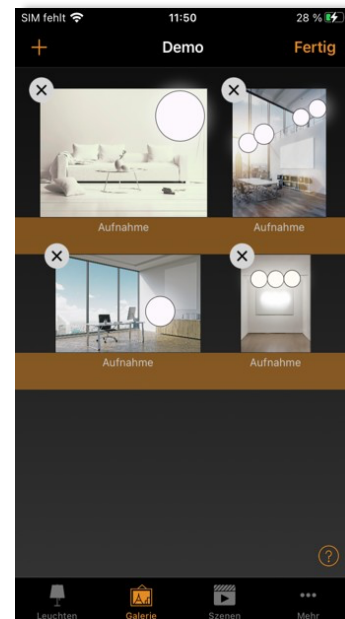 SIM fehlt 11:50 28 %
Demo Fertig
Aufnahme Aufnahme
Aufnahme Aufnahme
?
Leuchten Galerie Szenen Mehr